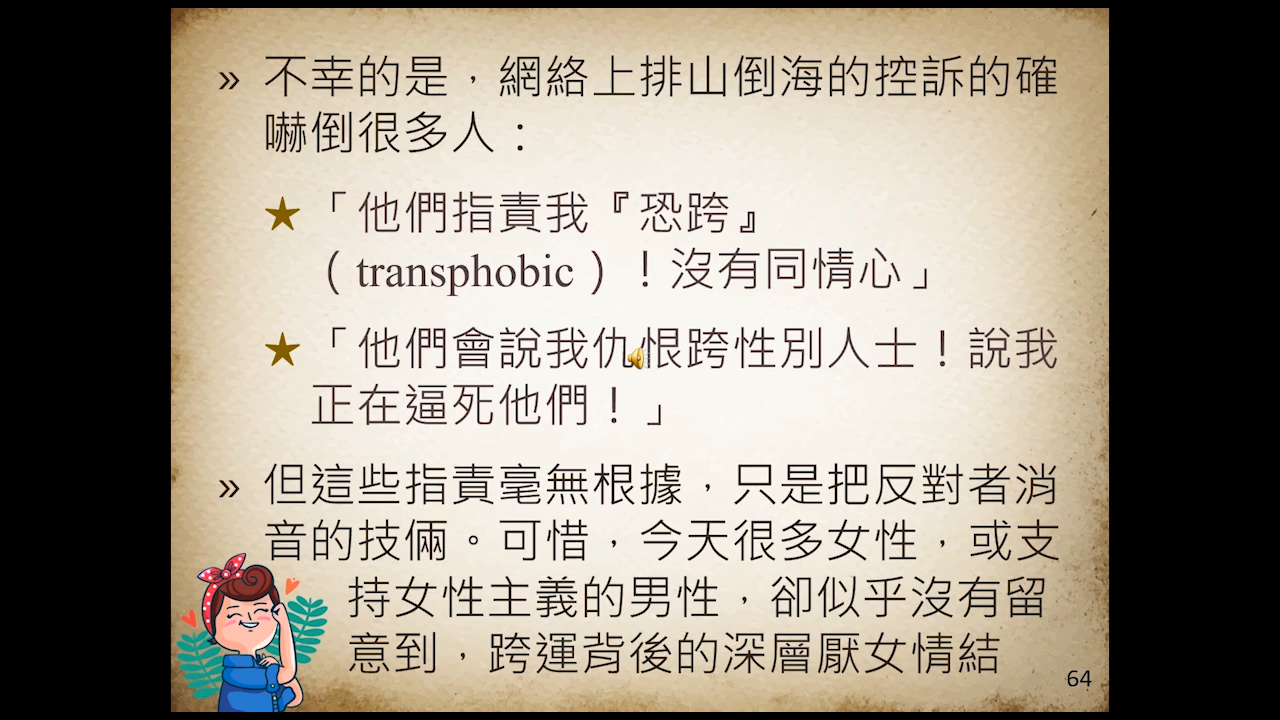 » 不幸的是，網絡上排山倒海的控訴的確
嚇倒很多人：
★「他們指責我『恐跨』
（transphobic）！沒有同情心」
★「他們會說我仇恨跨性別人士！說我
正在逼死他們！」
» 但這些指責毫無根據，只是把反對者消
音的技倆。可惜，今天很多女性，或支
持女性主義的男性，卻似乎沒有留
意到，跨運背後的深層厭女情結
64